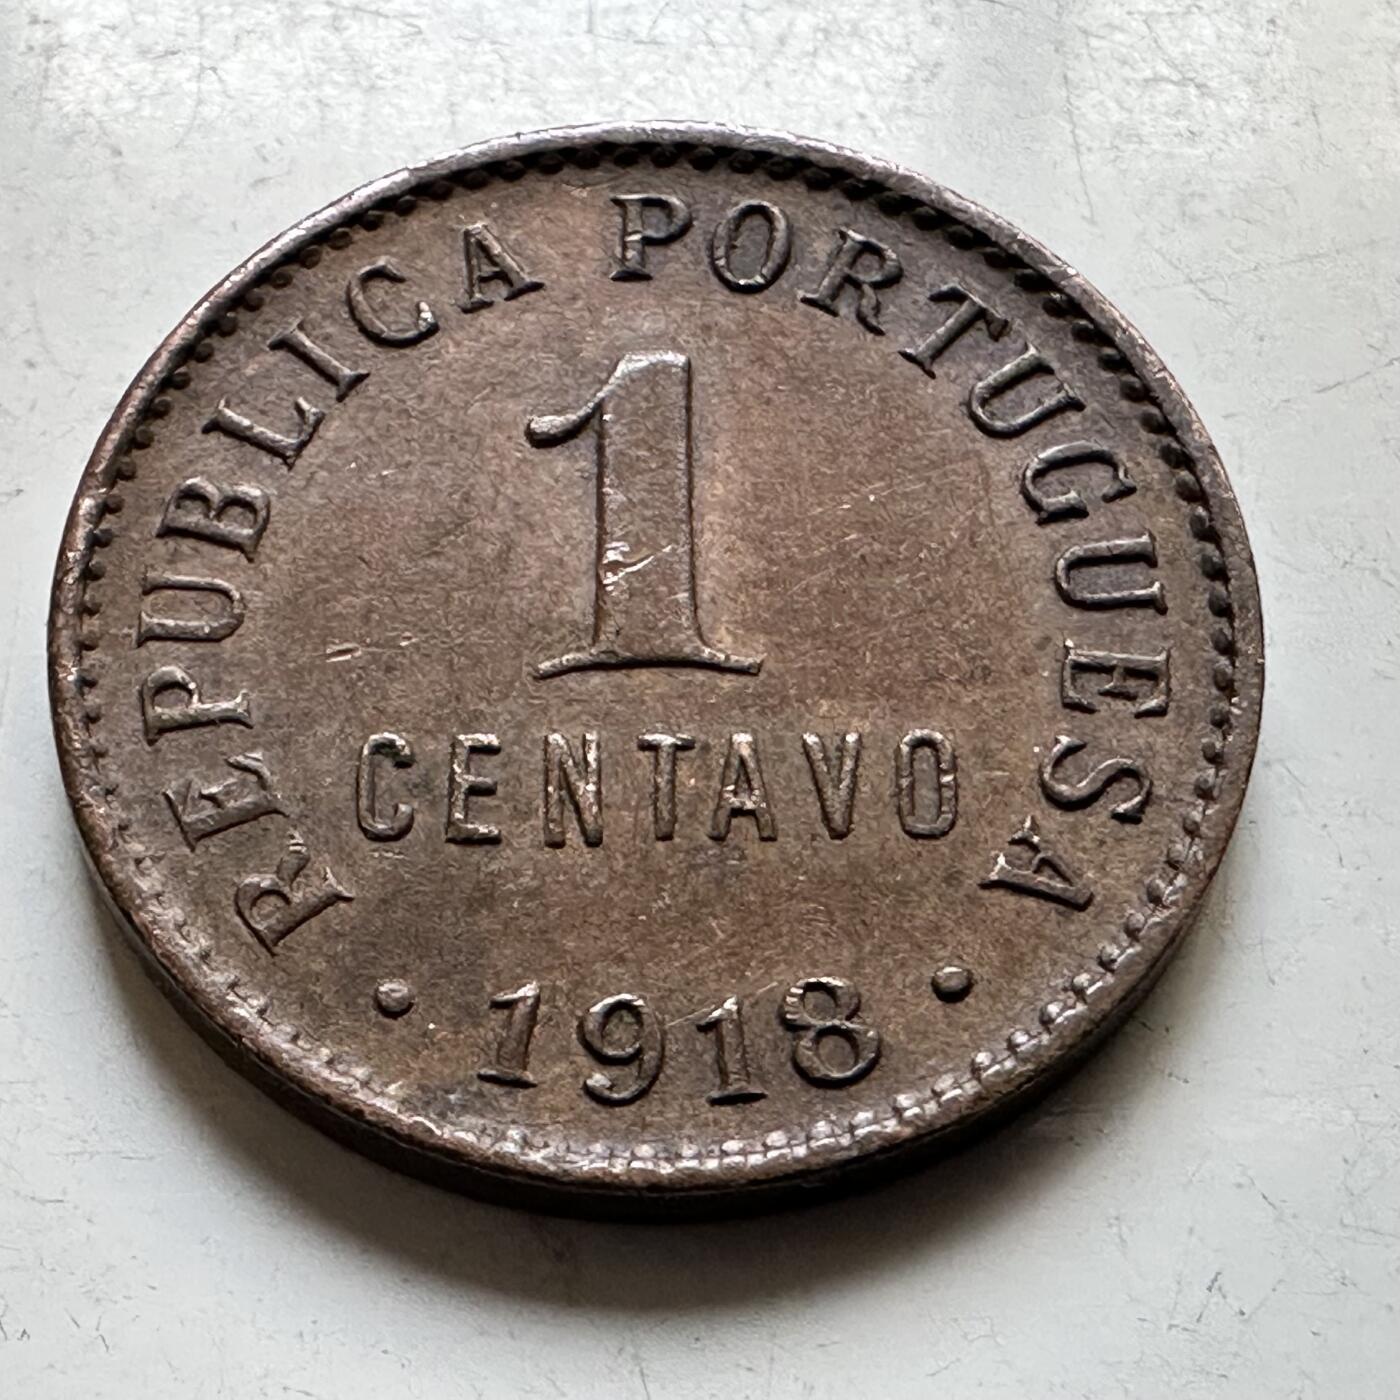 REPUBLICA PORTUGUESA
1
CENTAVO
• 1918 •